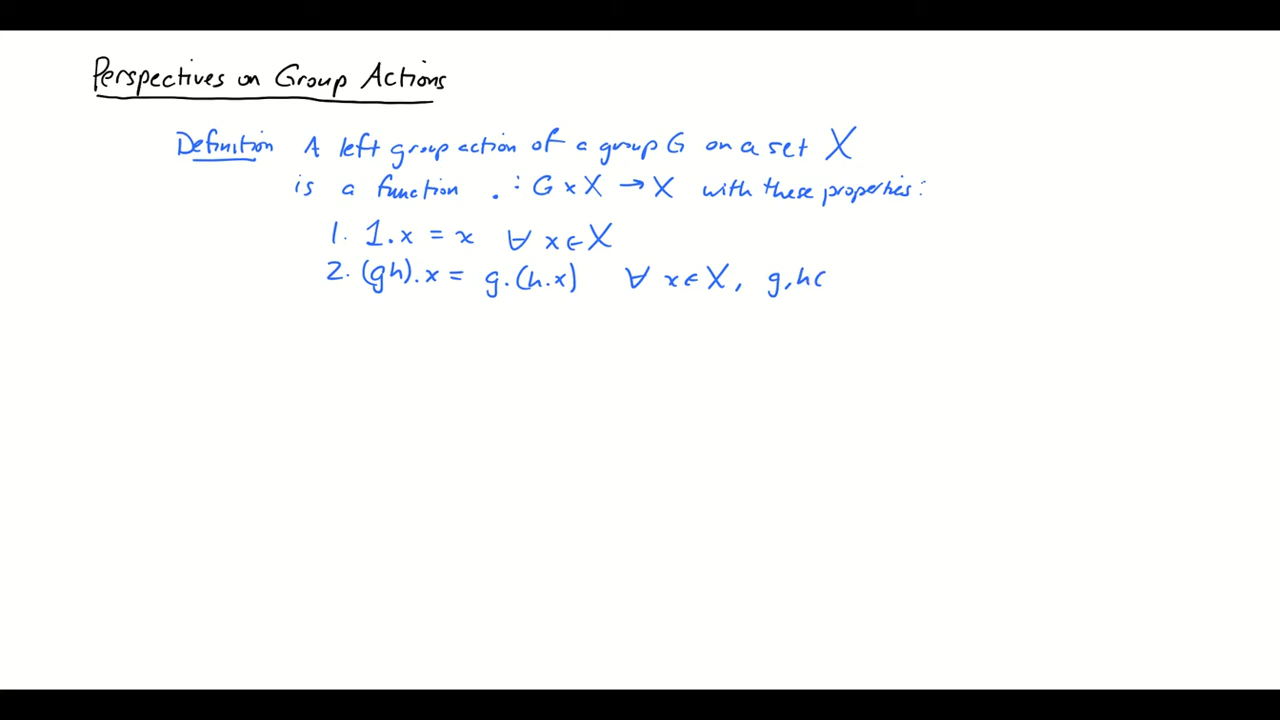 Perspectives on Group Actions
Definition A left group action of a group G on a set X
is a function . : G × X → X with these properties:
1. 1.x = x ∀ x∈X
2. (gh).x = g.(h.x) ∀ x∈X, g,h